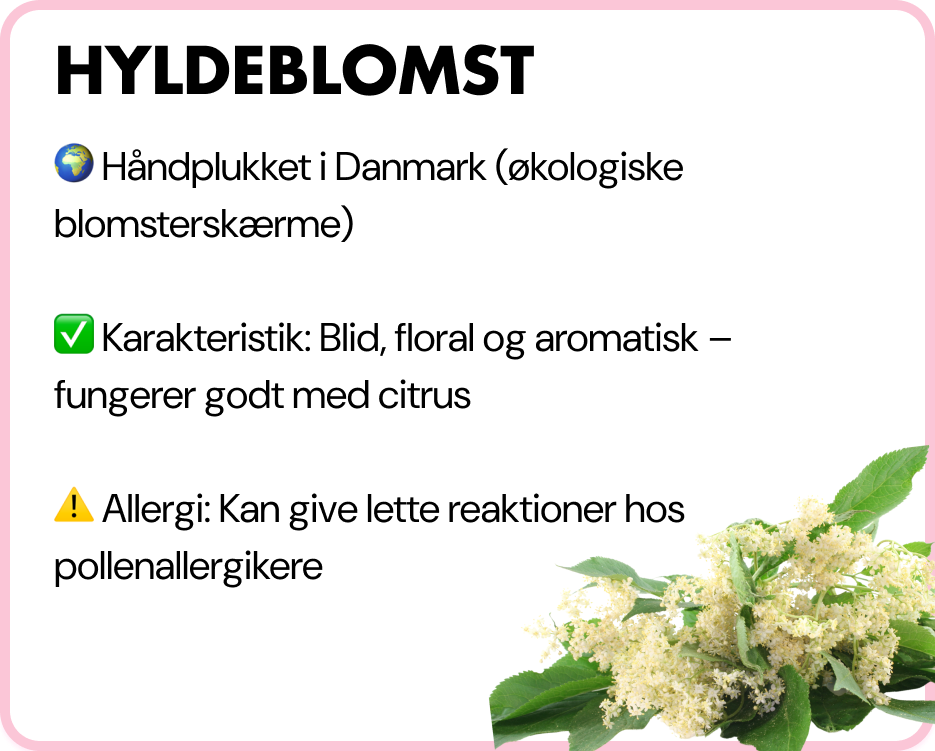 HYLDEBLOMST
🌍 Håndplukket i Danmark (økologiske
blomsterskærme)
✅ Karakteristik: Blid, floral og aromatisk –
fungerer godt med citrus
⚠️ Allergi: Kan give lette reaktioner hos
pollenallergikere